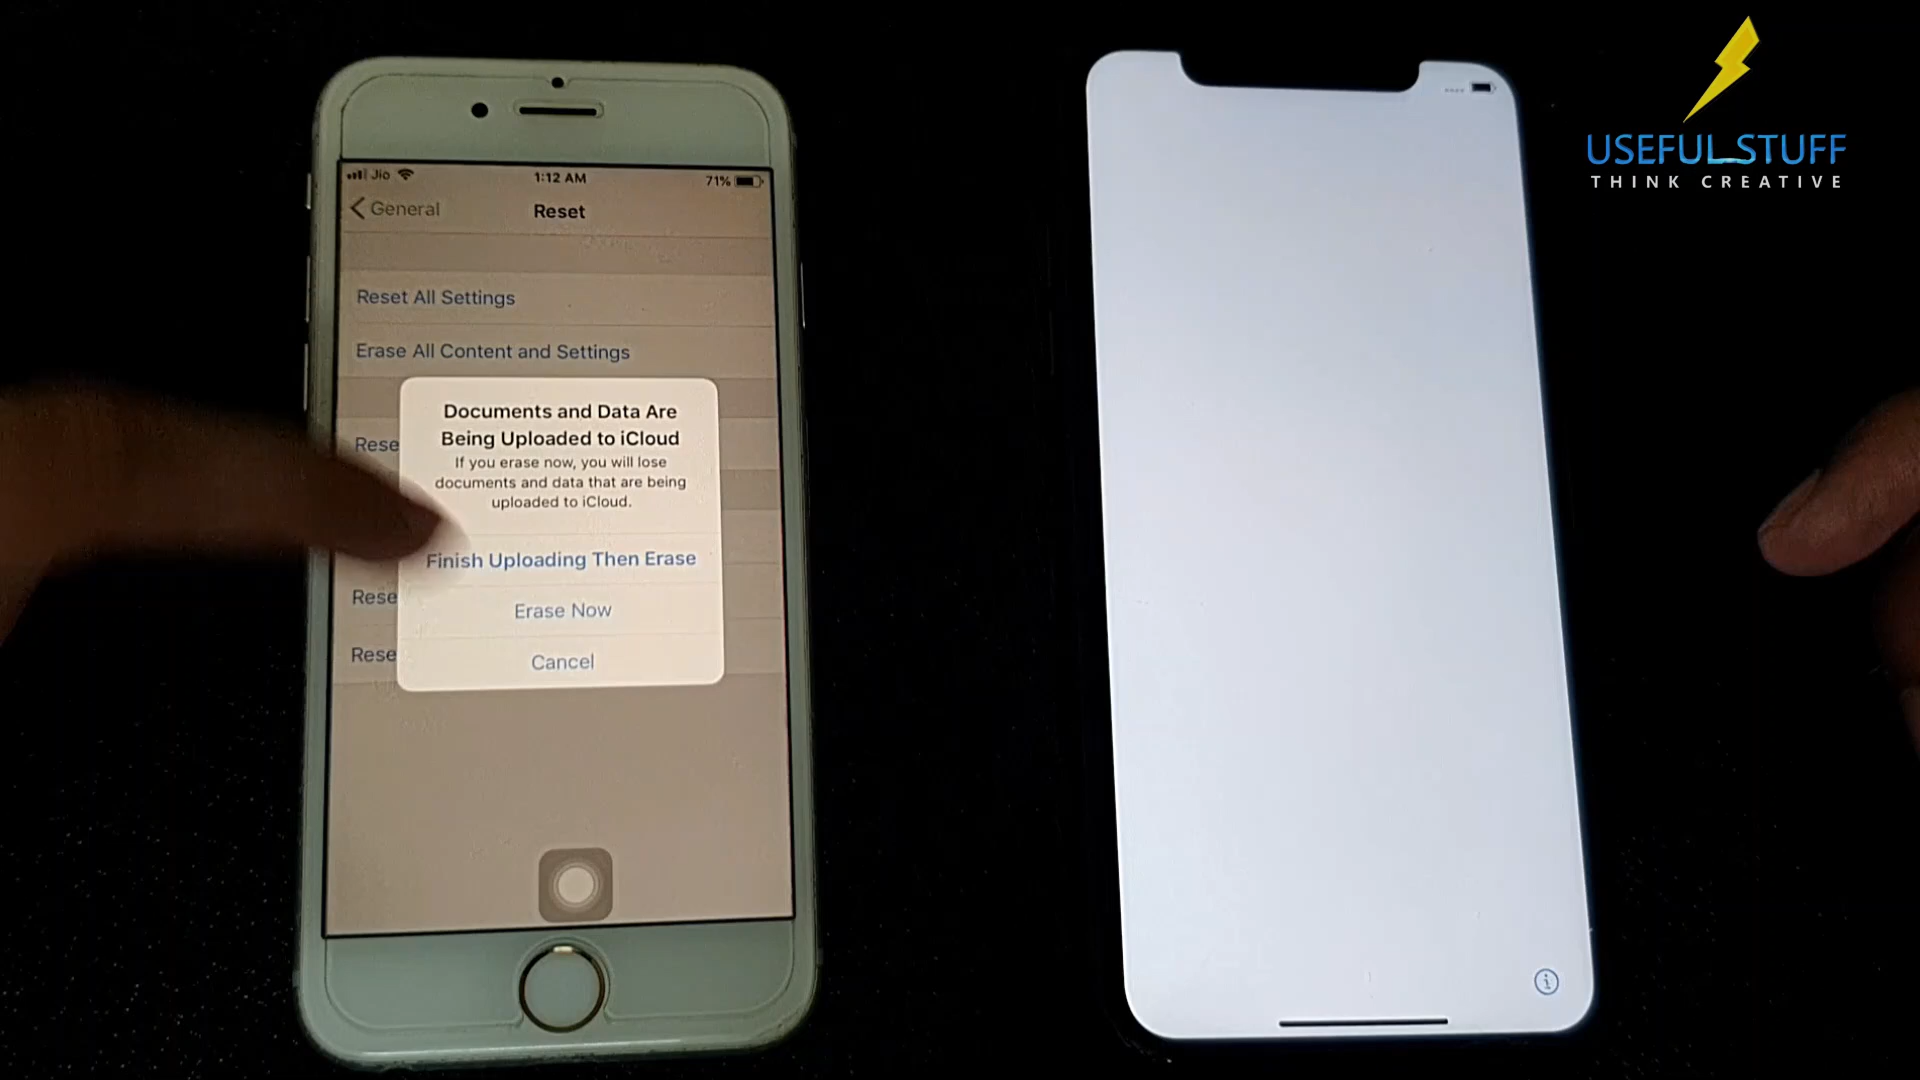 Jio
1:12 AM
71%
General
Reset
Reset All Settings
Erase All Content and Settings
Rese
Documents and Data Are
Being Uploaded to iCloud
If you erase now, you will lose
documents and data that are being
uploaded to iCloud.
Finish Uploading Then Erase
Rese
Erase Now
Rese
Cancel
USEFUL_STUFF
THINK CREATIVE
i